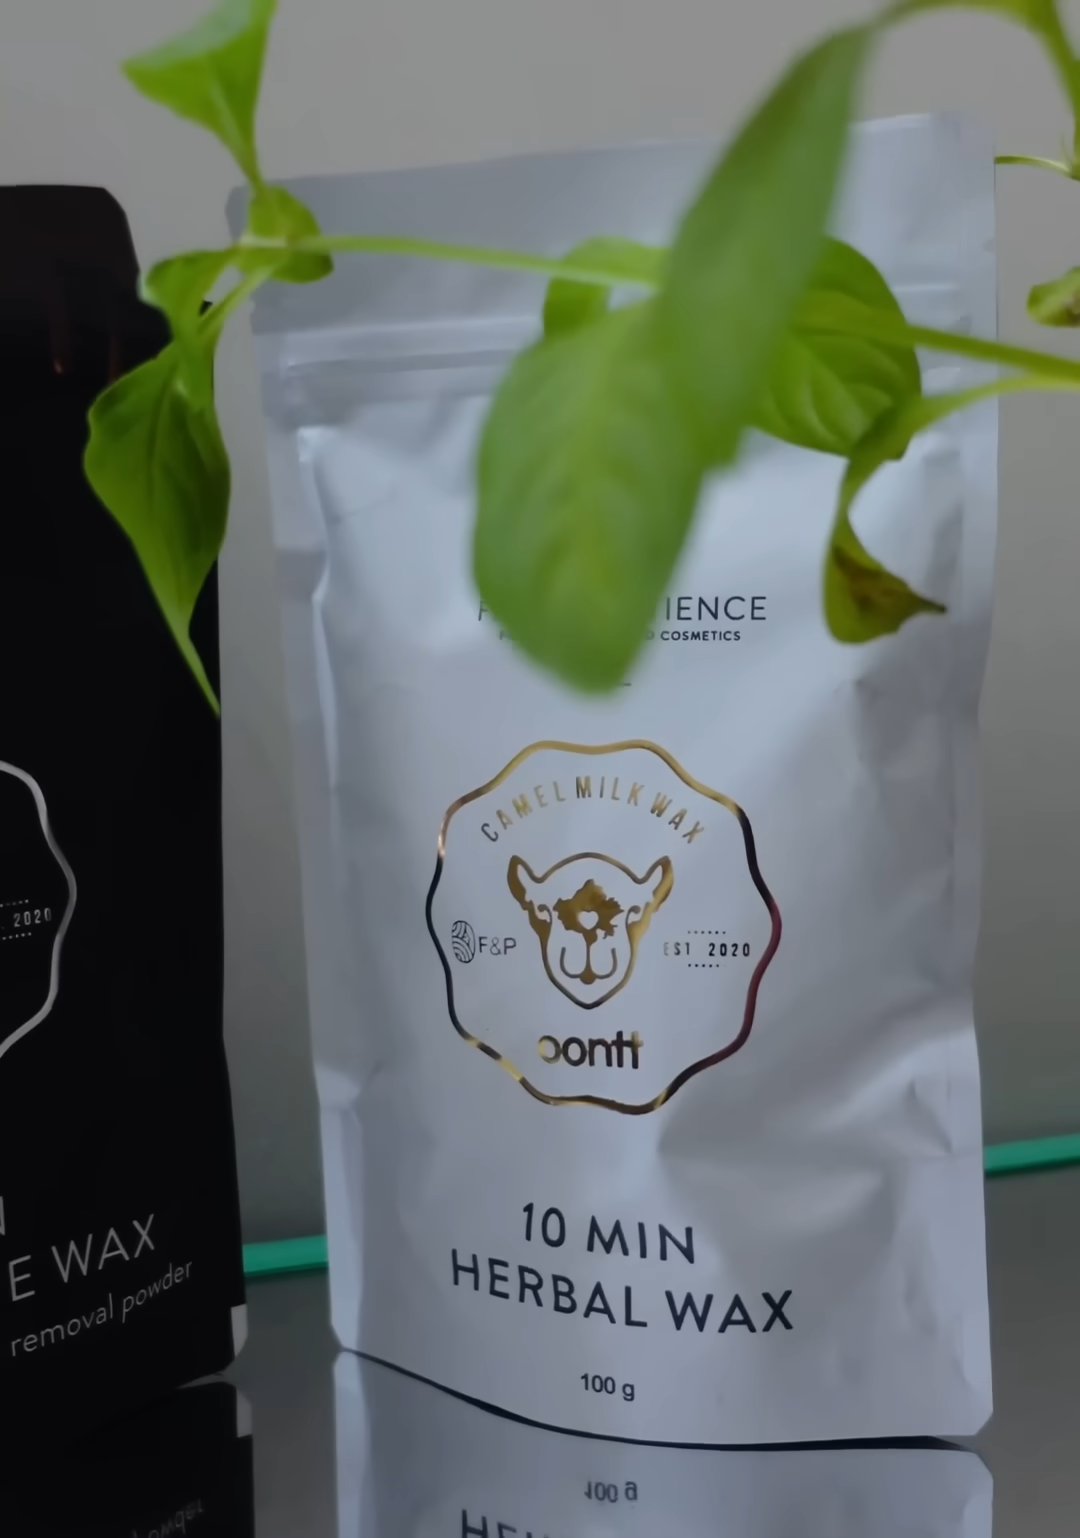 IENCE
COSMETICS
CAMEL MILK WAX
F&P
EST 2020
oontt
10 MIN
HERBAL WAX
100 g
2020
E WAX
removal powder
100 g